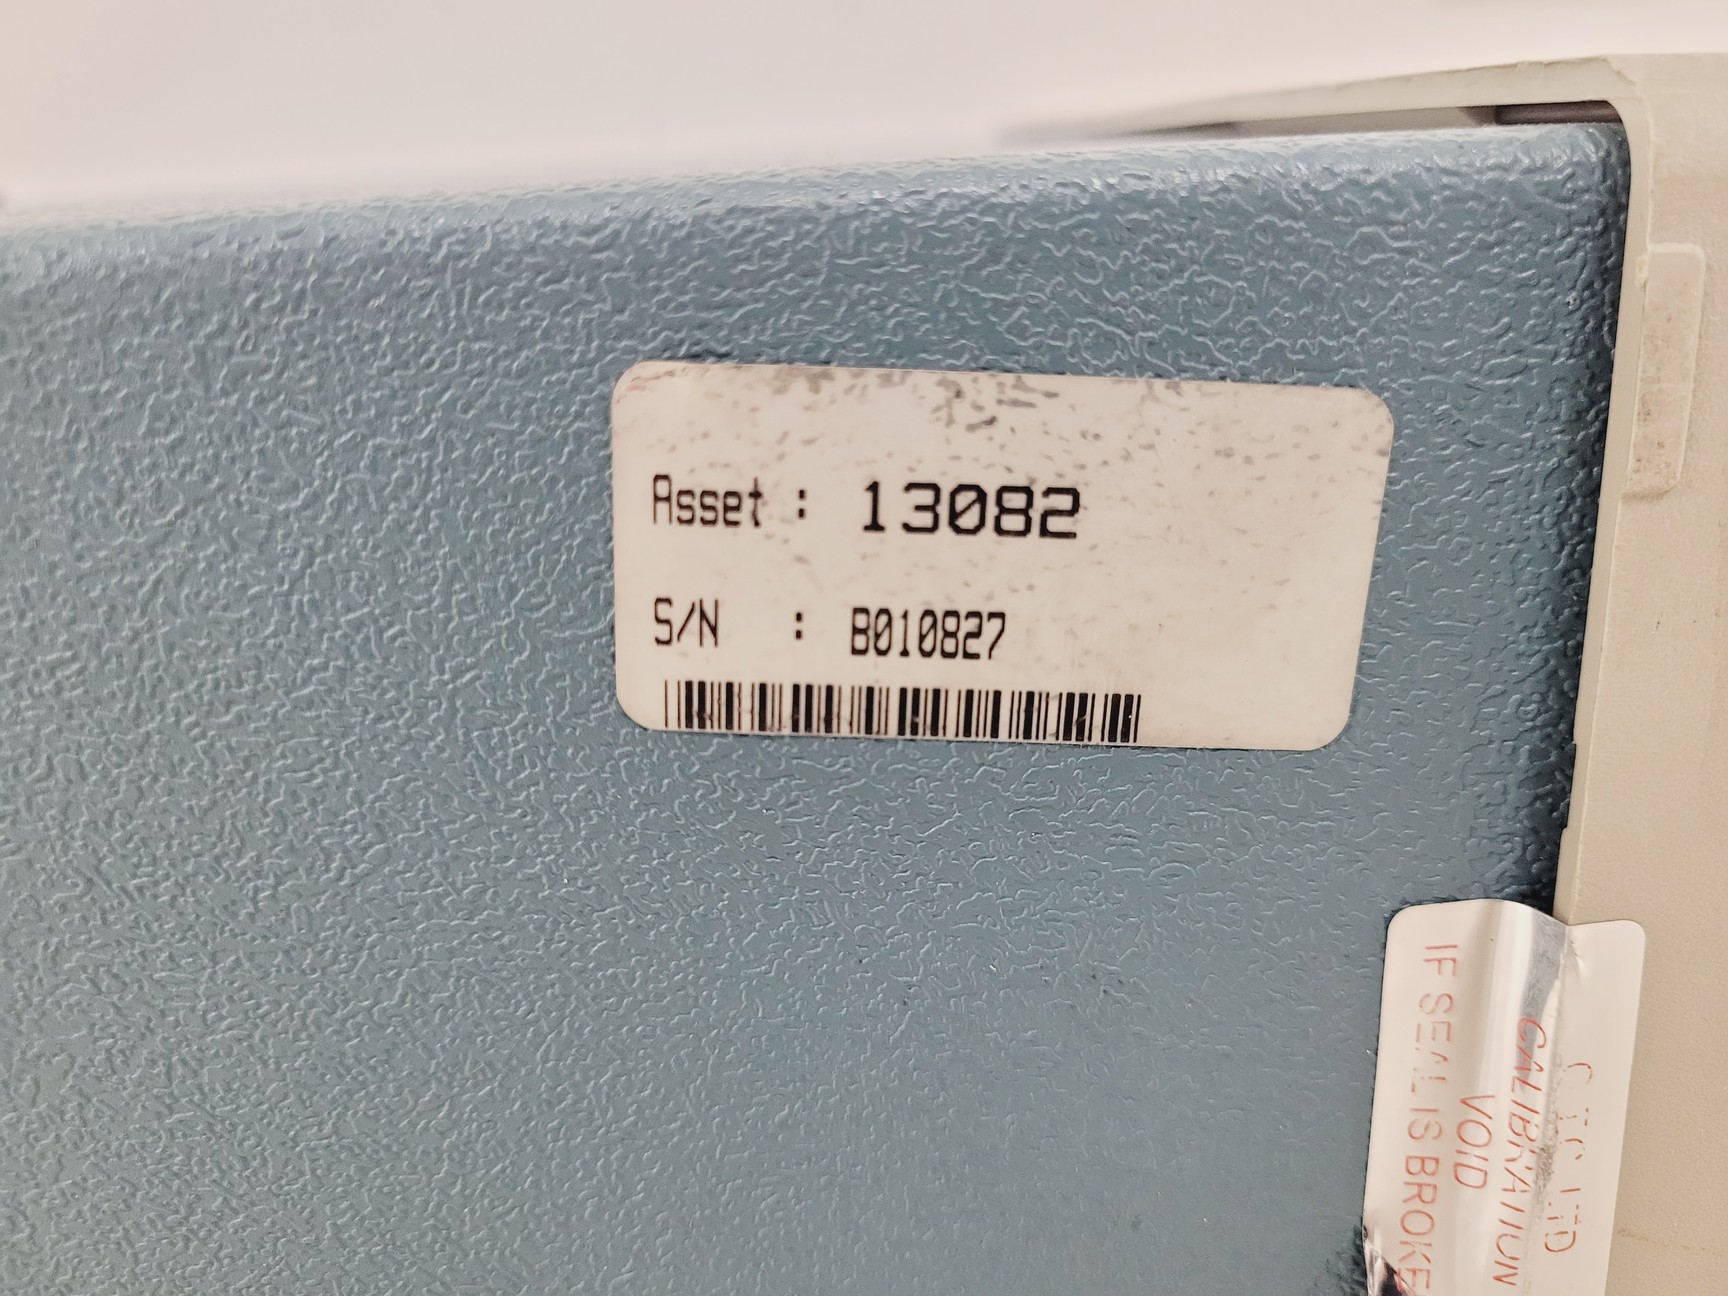 Asset : 13082
S/N : B010827
CALIBRATION
VOID
IF SEAL IS BROKE